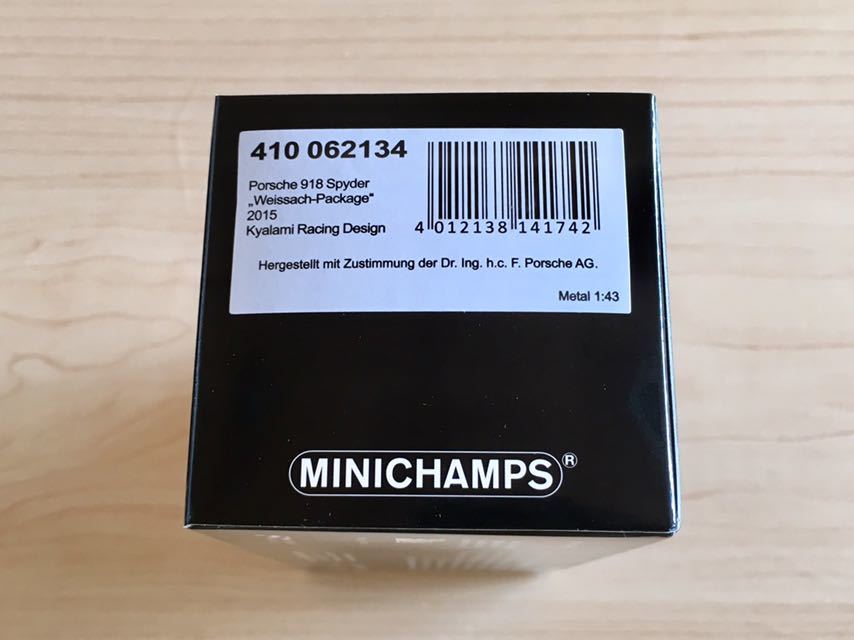 410 062134
Porsche 918 Spyder
„Weissach-Package“
2015
Kyalami Racing Design
4 012138 141742
Hergestellt mit Zustimmung der Dr. Ing. h.c. F. Porsche AG.
Metal 1:43
MINICHAMPS®